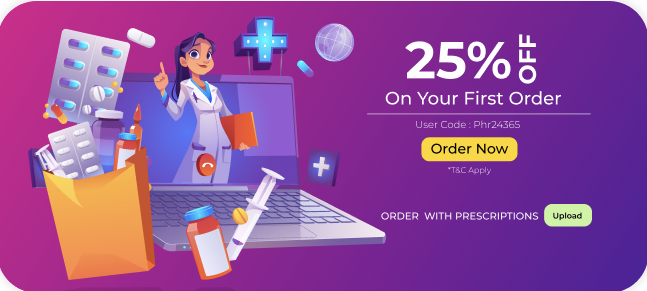 25% OFF
On Your First Order
User Code : Phr24365
Order Now
*T&C Apply
ORDER WITH PRESCRIPTIONS Upload